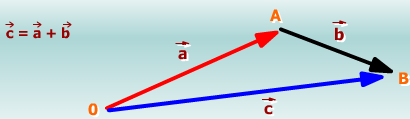 c⃗ = a⃗ + b⃗
A
b⃗
a⃗
B
c⃗
0